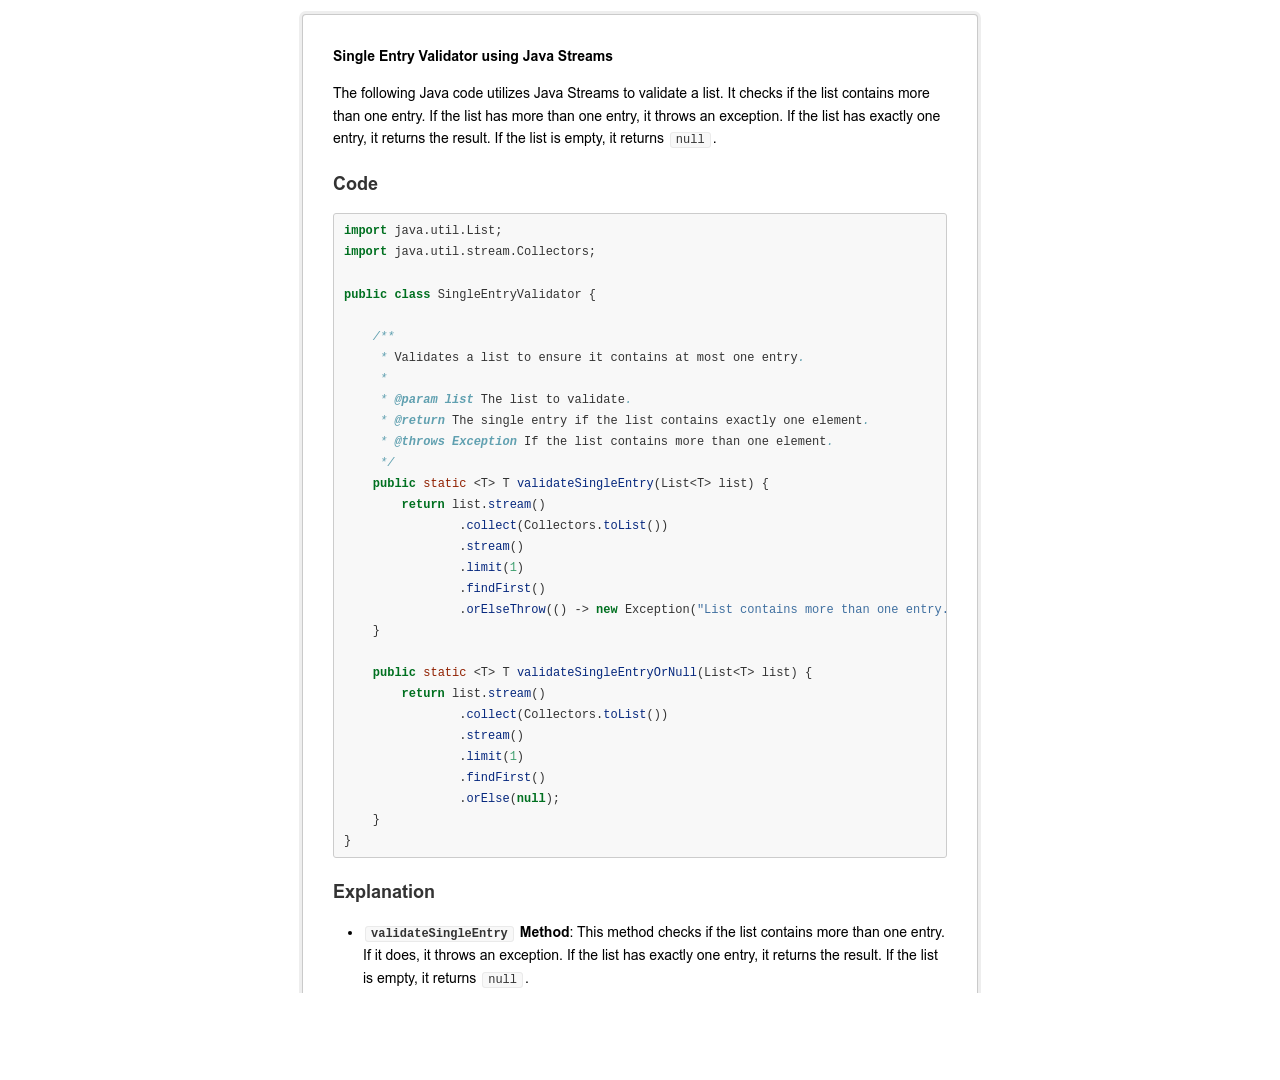 Single Entry Validator using Java Streams
The following Java code utilizes Java Streams to validate a list. It checks if the list contains more
than one entry. If the list has more than one entry, it throws an exception. If the list has exactly one
entry, it returns the result. If the list is empty, it returns null.
Code
import java.util.List;
import java.util.stream.Collectors;

public class SingleEntryValidator {

    /**
     * Validates a list to ensure it contains at most one entry.
     *
     * @param list The list to validate.
     * @return The single entry if the list contains exactly one element.
     * @throws Exception If the list contains more than one element.
     */
    public static <T> T validateSingleEntry(List<T> list) {
        return list.stream()
                .collect(Collectors.toList())
                .stream()
                .limit(1)
                .findFirst()
                .orElseThrow(() -> new Exception("List contains more than one entry.
    }

    public static <T> T validateSingleEntryOrNull(List<T> list) {
        return list.stream()
                .collect(Collectors.toList())
                .stream()
                .limit(1)
                .findFirst()
                .orElse(null);
    }
}
Explanation
• validateSingleEntry Method: This method checks if the list contains more than one entry.
If it does, it throws an exception. If the list has exactly one entry, it returns the result. If the list
is empty, it returns null.